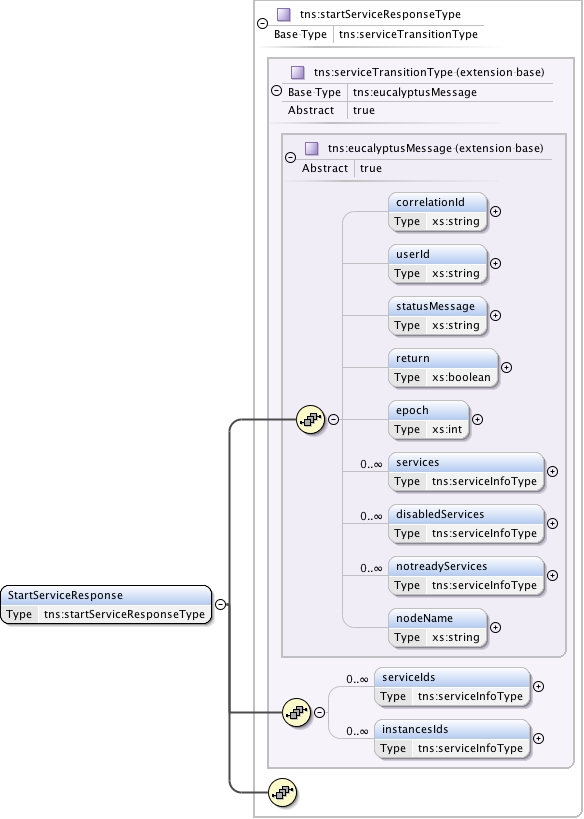 tns:startServiceResponseType
Base Type tns:serviceTransitionType
tns:serviceTransitionType (extension base)
Base Type tns:eucalyptusMessage
Abstract true
tns:eucalyptusMessage (extension base)
Abstract true
correlationId
Type xs:string
userId
Type xs:string
statusMessage
Type xs:string
return
Type xs:boolean
epoch
Type xs:int
0..∞ services
Type tns:serviceInfoType
0..∞ disabledServices
Type tns:serviceInfoType
0..∞ notreadyServices
Type tns:serviceInfoType
nodeName
Type xs:string
StartServiceResponse
Type tns:startServiceResponseType
0..∞ serviceIds
Type tns:serviceInfoType
0..∞ instancesIds
Type tns:serviceInfoType